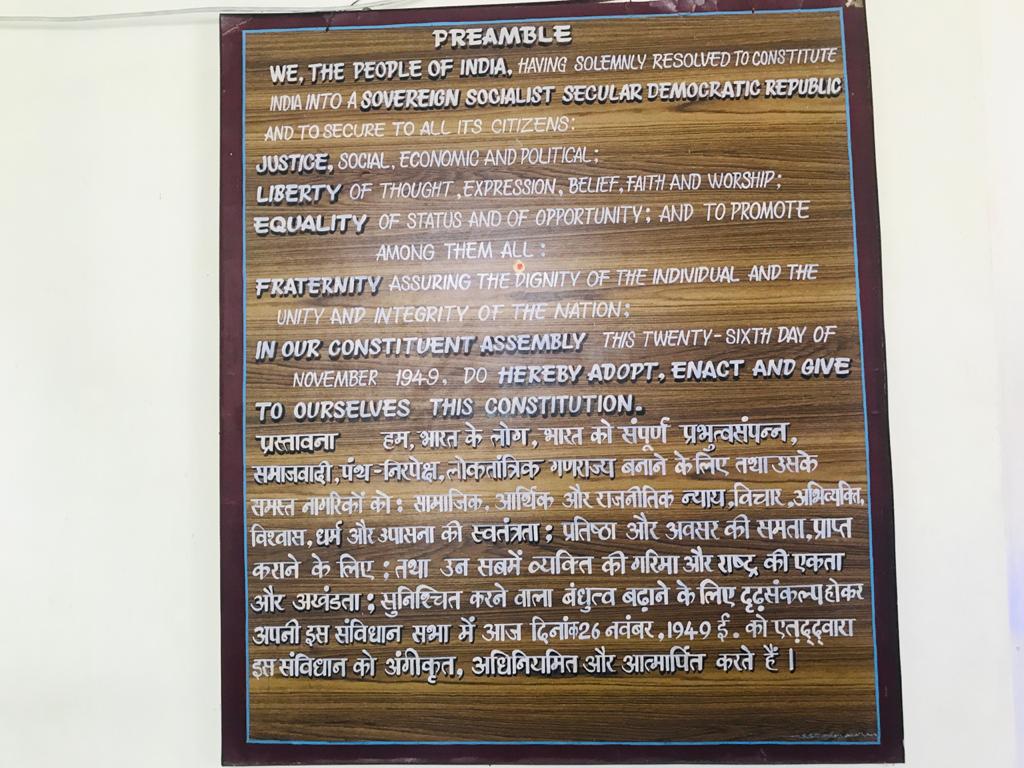 PREAMBLE
WE, THE PEOPLE OF INDIA, HAVING SOLEMNLY RESOLVED TO CONSTITUTE
INDIA INTO A SOVEREIGN SOCIALIST SECULAR DEMOCRATIC REPUBLIC
AND TO SECURE TO ALL ITS CITIZENS:
JUSTICE, SOCIAL, ECONOMIC AND POLITICAL;
LIBERTY OF THOUGHT, EXPRESSION, BELIEF, FAITH AND WORSHIP;
EQUALITY OF STATUS AND OF OPPORTUNITY; AND TO PROMOTE
AMONG THEM ALL:
FRATERNITY ASSURING THE DIGNITY OF THE INDIVIDUAL AND THE
UNITY AND INTEGRITY OF THE NATION;
IN OUR CONSTITUENT ASSEMBLY THIS TWENTY-SIXTH DAY OF
NOVEMBER 1949, DO HEREBY ADOPT, ENACT AND GIVE
TO OURSELVES THIS CONSTITUTION.
प्रस्तावना हम, भारत के लोग, भारत को संपूर्ण प्रभुत्वसंपन्न,
समाजवादी, पंथ-निरपेक्ष, लोकतांत्रिक गणराज्य बनाने के लिए तथा उसके
समस्त नागरिकों को: सामाजिक. आर्थिक और राजनीतिक न्याय, विचार, अभिव्यक्ति,
विश्वास, धर्म और उपासना की स्वतंत्रता; प्रतिष्ठा और अवसर की समता, प्राप्त
कराने के लिए; तथा उन सबमें व्यक्ति की गरिमा और राष्ट्र की एकता
और अखंडता; सुनिश्चित करने वाला बंधुत्व बढ़ाने के लिए दृढ़संकल्प होकर
अपनी इस संविधान सभा में आज दिनांक 26 नवंबर, 1949 ई. को एतद्द्वारा
इस संविधान को अंगीकृत, अधिनियमित और आत्मार्पित करते हैं।